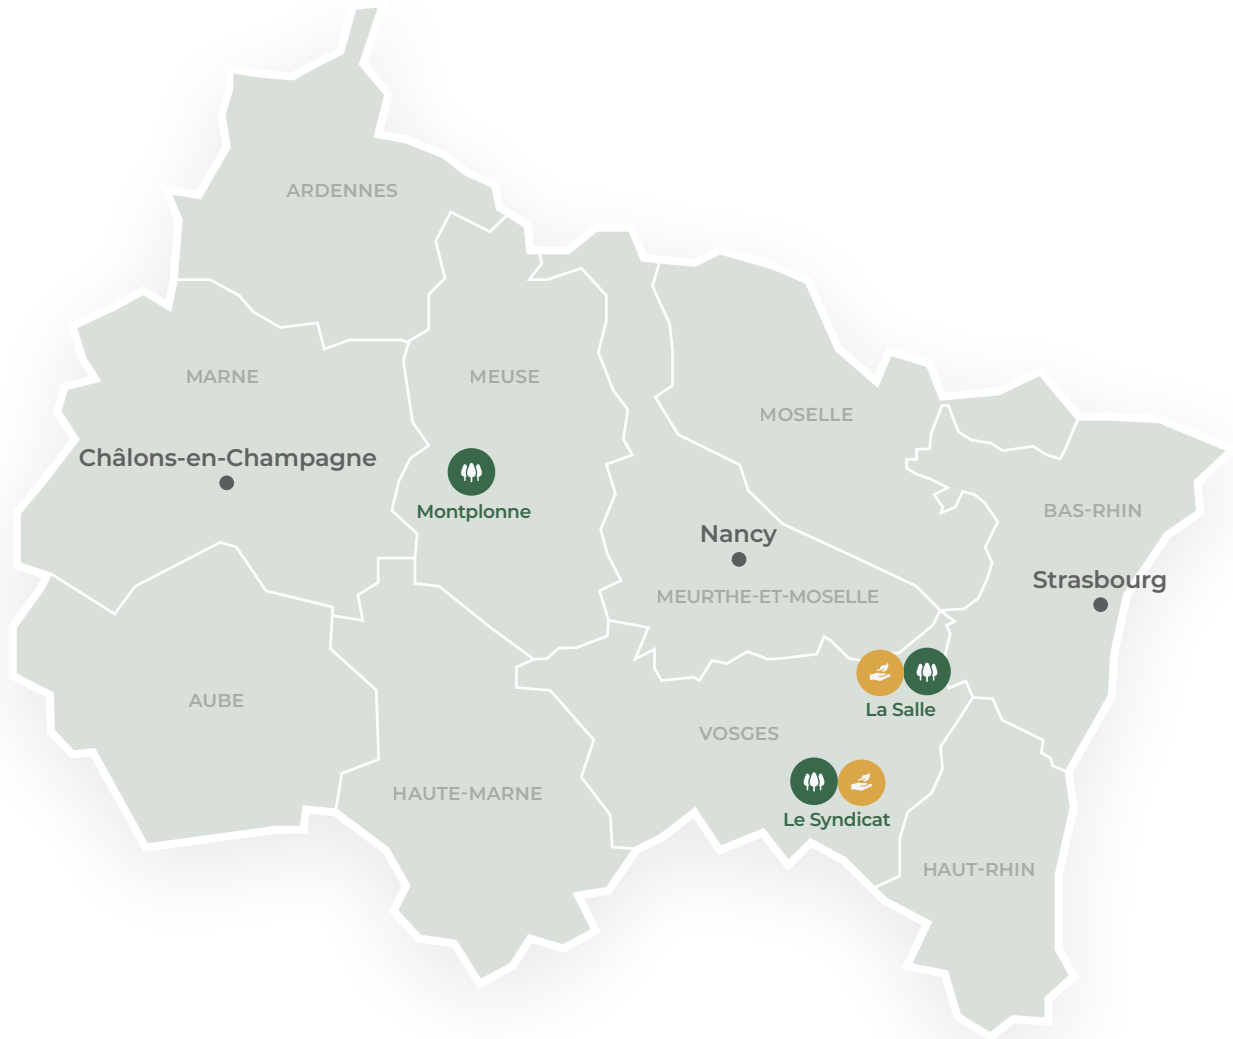 ARDENNES
MARNE
MEUSE
MOSELLE
Châlons-en-Champagne
Montplonne
BAS-RHIN
Nancy
Strasbourg
MEURTHE-ET-MOSELLE
AUBE
La Salle
VOSGES
HAUTE-MARNE
Le Syndicat
HAUT-RHIN